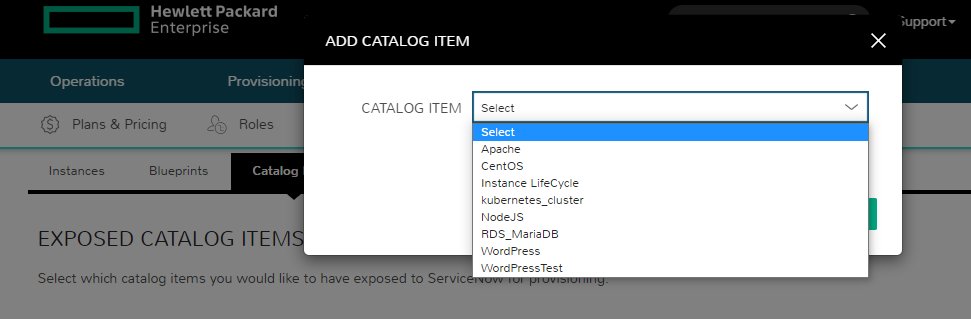 Hewlett Packard
Enterprise
Support
ADD CATALOG ITEM
Operations
Provisioning
CATALOG ITEM
Select
Plans & Pricing
Roles
Select
Apache
CentOS
Instance LifeCycle
kubernetes_cluster
NodeJS
RDS_MariaDB
WordPress
WordPressTest
Instances
Blueprints
Catalog
EXPOSED CATALOG ITEMS
Select which catalog items you would like to have exposed to ServiceNow for provisioning.